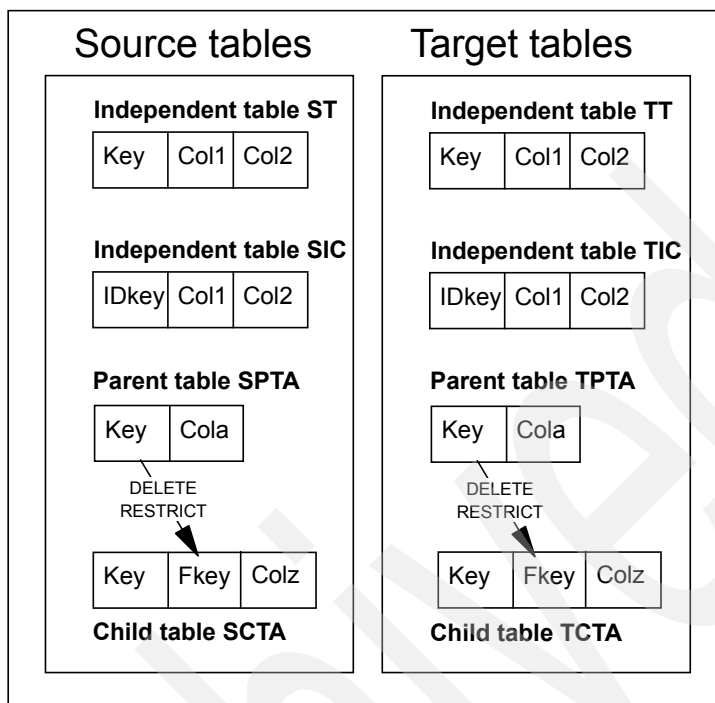 Source tables
Independent table ST
Key Col1 Col2
Independent table SIC
IDkey Col1 Col2
Parent table SPTA
Key Cola
DELETE
RESTRICT
Key Fkey Colz
Child table SCTA
Target tables
Independent table TT
Key Col1 Col2
Independent table TIC
IDkey Col1 Col2
Parent table TPTA
Key Cola
DELETE
RESTRICT
Key Fkey Colz
Child table TCTA